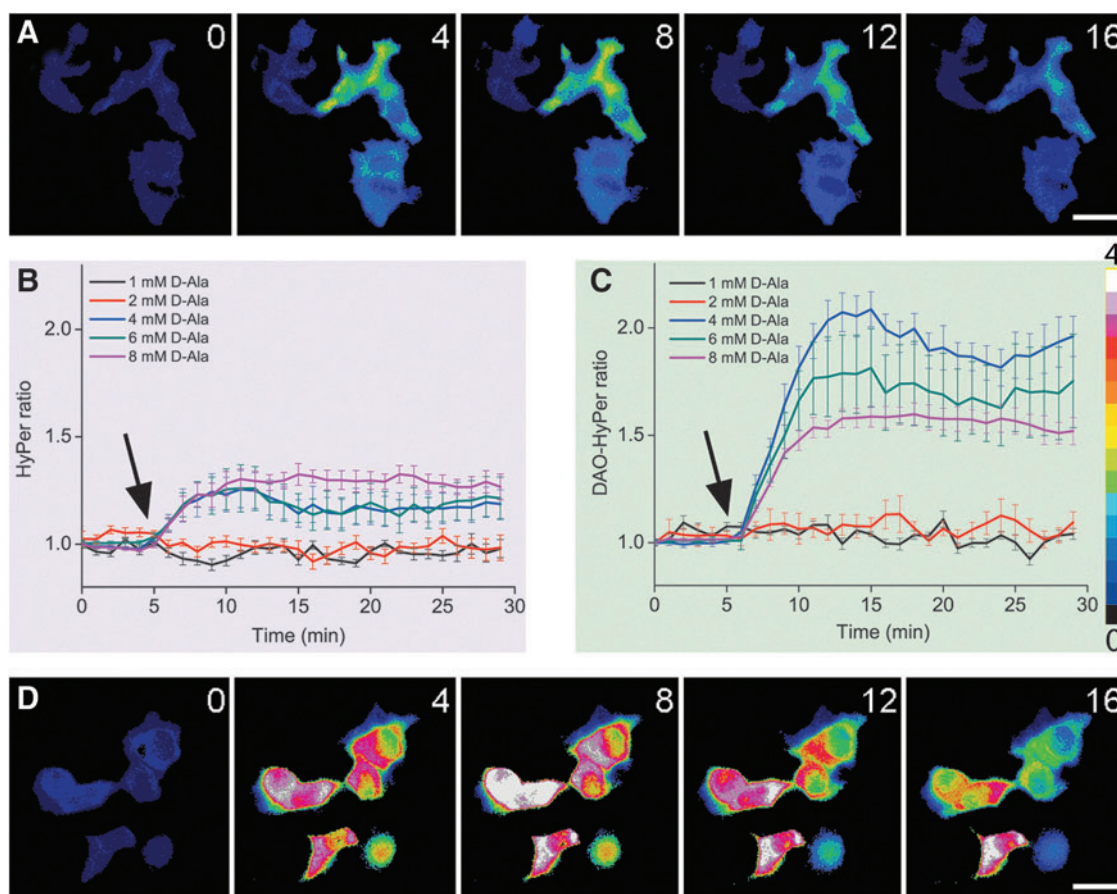 A
0
4
8
12
16
B
1 mM D-Ala
2 mM D-Ala
4 mM D-Ala
6 mM D-Ala
8 mM D-Ala
2.0
1.5
1.0
HyPer ratio
0 5 10 15 20 25 30
Time (min)
C
1 mM D-Ala
2 mM D-Ala
4 mM D-Ala
6 mM D-Ala
8 mM D-Ala
2.0
1.5
1.0
DAO-HyPer ratio
0 5 10 15 20 25 30
Time (min)
4
0
D
0
4
8
12
16